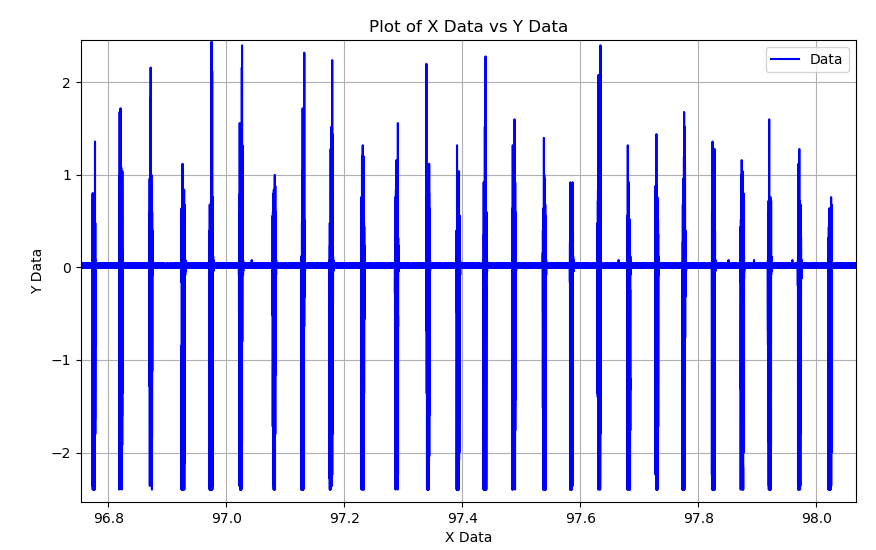 Plot of X Data vs Y Data
Data
2
1
0
−1
−2
Y Data
96.8 97.0 97.2 97.4 97.6 97.8 98.0
X Data